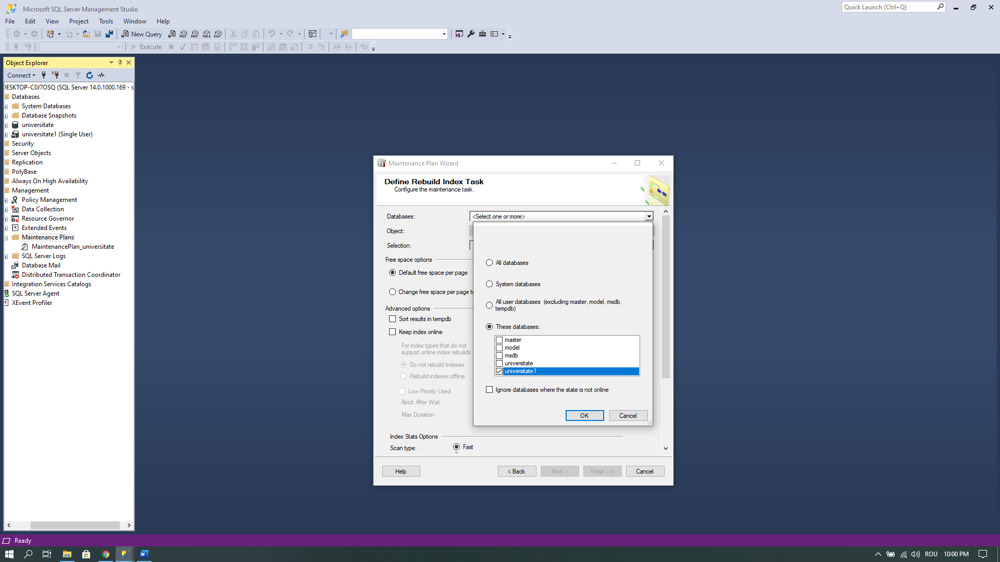 Microsoft SQL Server Management Studio
Quick Launch (Ctrl+Q)
File Edit View Project Tools Window Help
New Query
MDX DMX XMLA DAX
Execute
Object Explorer
Connect
DESKTOP-C0J7OSQ (SQL Server 14.0.1000.169 - s
Databases
System Databases
Database Snapshots
universitate
universitate1 (Single User)
Security
Server Objects
Replication
PolyBase
Always On High Availability
Management
Policy Management
Data Collection
Resource Governor
Extended Events
Maintenance Plans
MaintenancePlan_universitate
SQL Server Logs
Database Mail
Distributed Transaction Coordinator
Integration Services Catalogs
SQL Server Agent
XEvent Profiler
Maintenance Plan Wizard
Define Rebuild Index Task
Configure the maintenance task.
Databases: <Select one or more>
Object:
Selection:
Free space options
Default free space per page
Change free space per page to
Advanced options
Sort results in tempdb
Keep index online
For index types that do not
support online index rebuilds
Do not rebuild indexes
Rebuild indexes offline
Low Priority Used
Abort After Wait
Max Duration
All databases
System databases
All user databases (excluding master, model, msdb,
tempdb)
These databases:
master
model
msdb
universitate
universitate1
Ignore databases where the state is not online
OK Cancel
Index Stats Options
Scan type: Fast
Help < Back Next > Finish >>| Cancel
Ready
ROU 10:00 PM